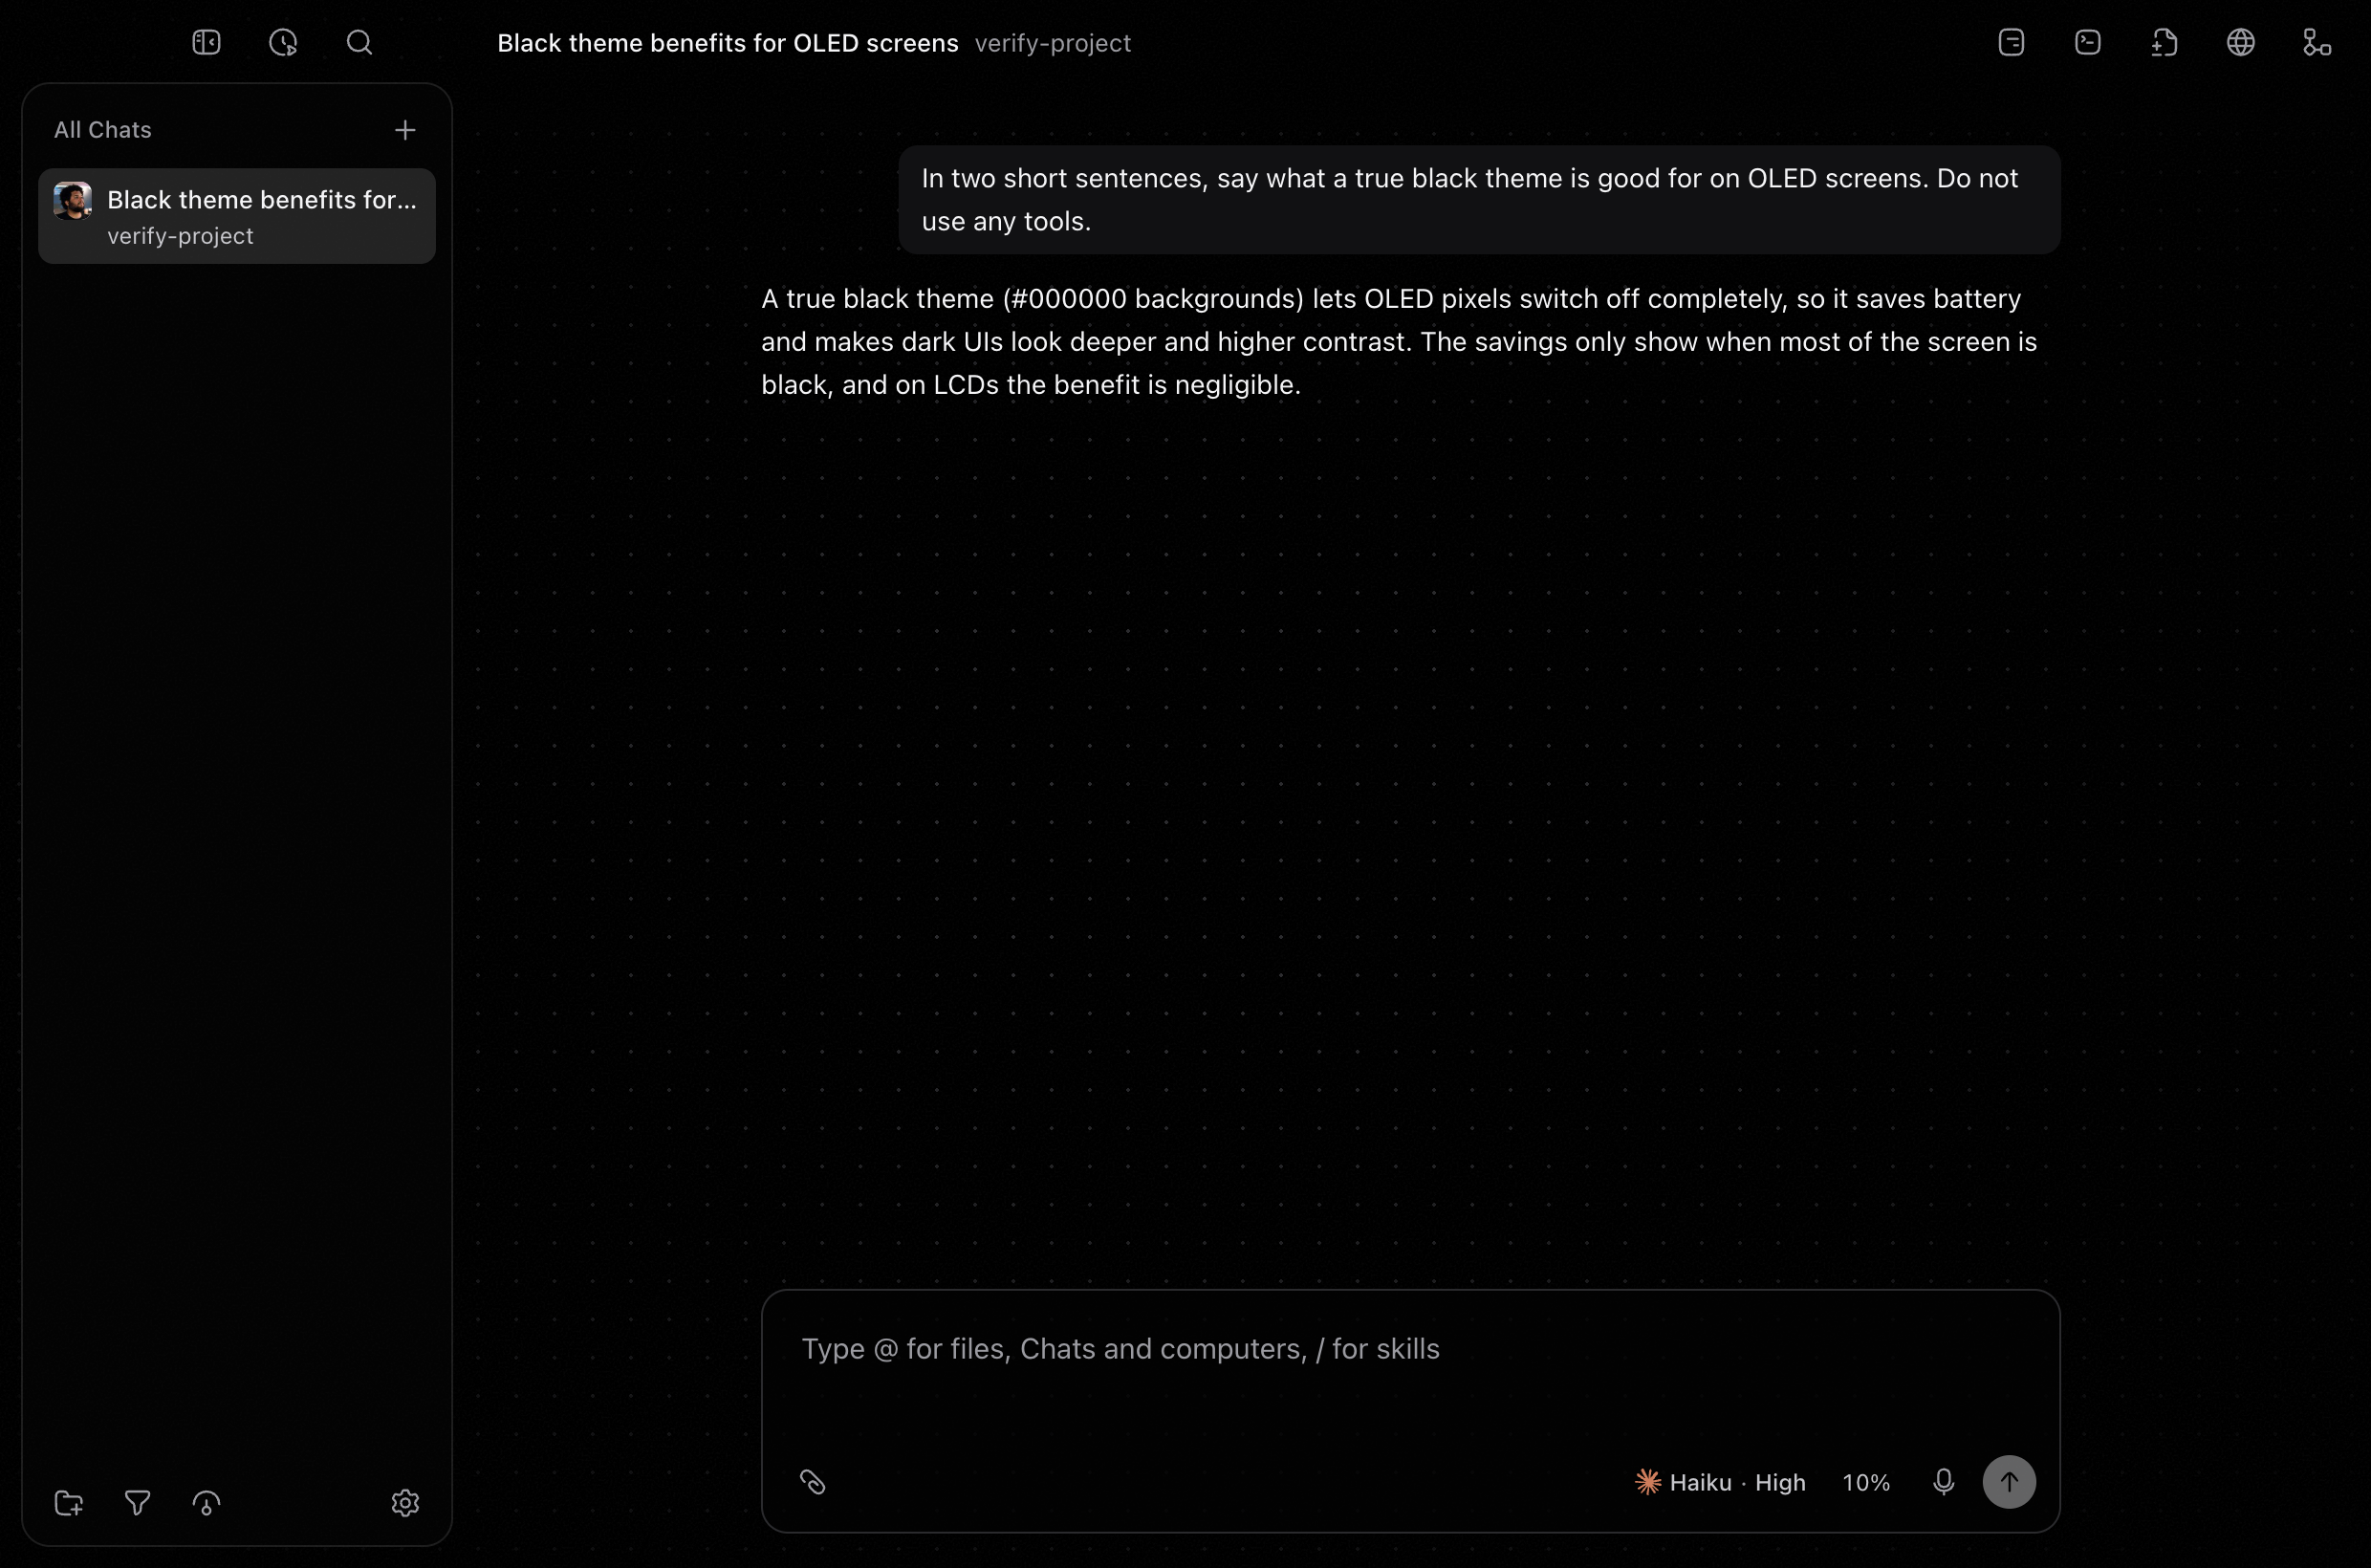 Black theme benefits for OLED screens verify-project
All Chats
Black theme benefits for...
verify-project
In two short sentences, say what a true black theme is good for on OLED screens. Do not
use any tools.
A true black theme (#000000 backgrounds) lets OLED pixels switch off completely, so it saves battery
and makes dark UIs look deeper and higher contrast. The savings only show when most of the screen is
black, and on LCDs the benefit is negligible.
Type @ for files, Chats and computers, / for skills
Haiku · High 10%